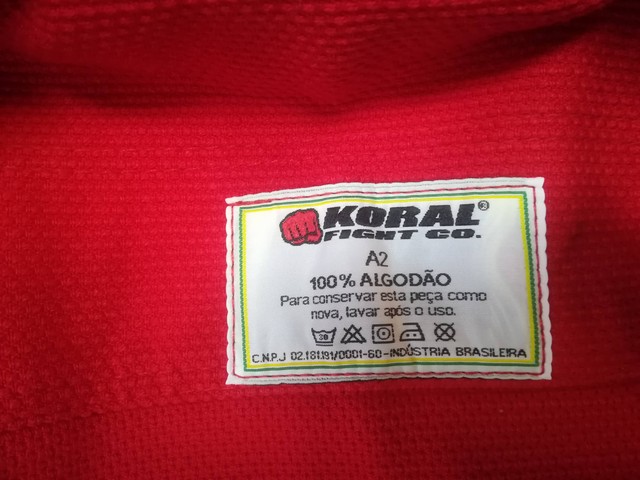 KORAL®
FIGHT CO.
A2
100% ALGODÃO
Para conservar esta peça como
nova, lavar após o uso.
30
C.N.P.J 02.181.191/0001-60-INDÚSTRIA BRASILEIRA